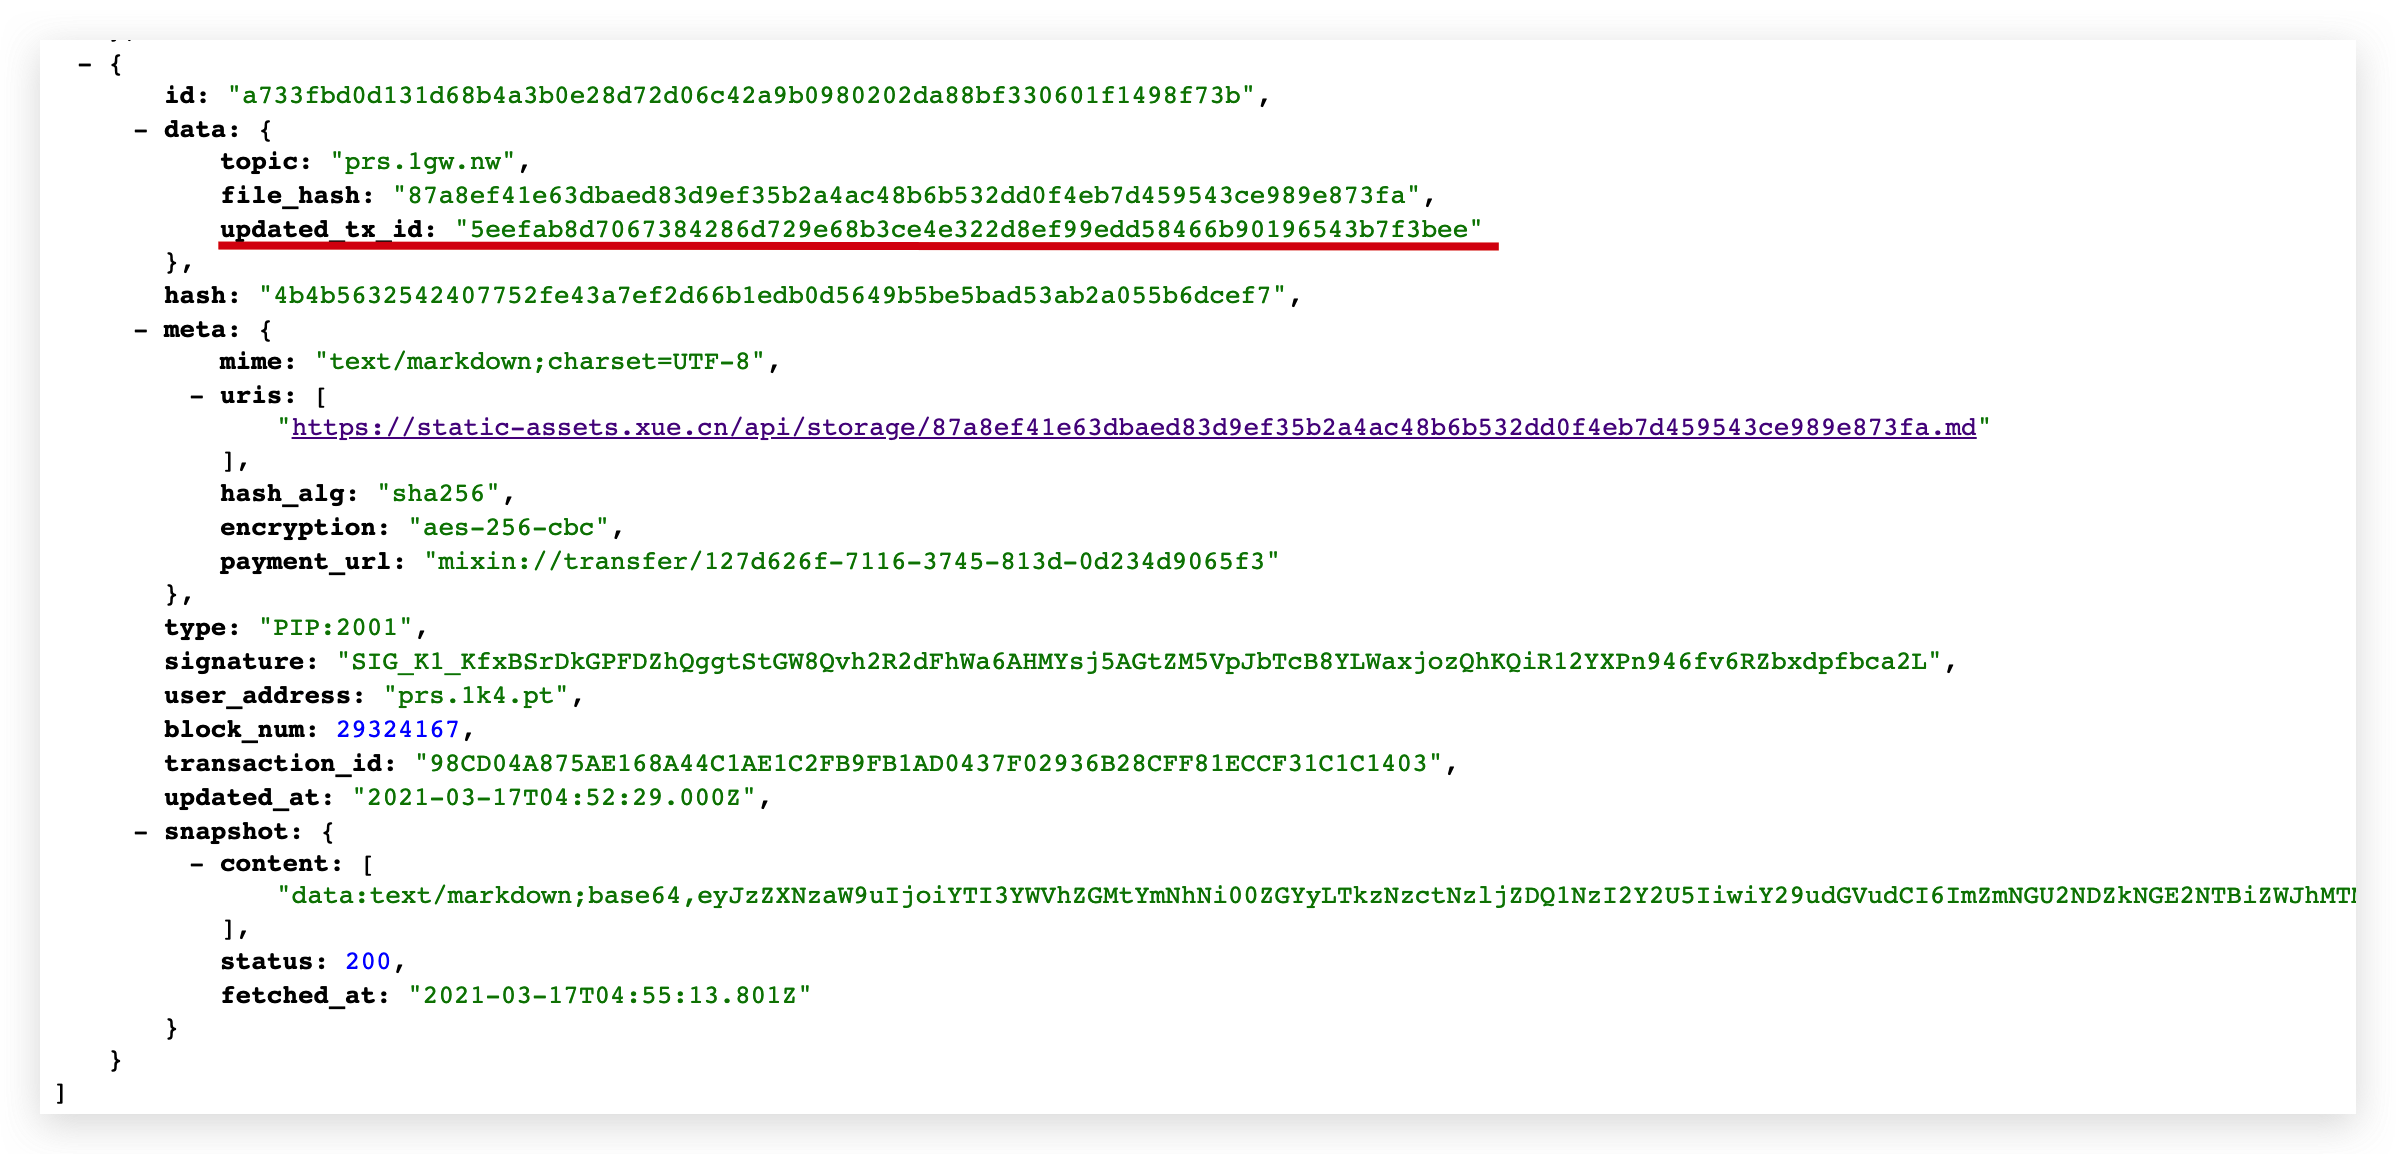 - {
id: "a733fbd0d131d68b4a3b0e28d72d06c42a9b0980202da88bf330601f1498f73b",
- data: {
topic: "prs.1gw.nw",
file_hash: "87a8ef41e63dbaed83d9ef35b2a4ac48b6b532dd0f4eb7d459543ce989e873fa",
updated_tx_id: "5eefab8d7067384286d729e68b3ce4e322d8ef99edd58466b90196543b7f3bee"
},
hash: "4b4b5632542407752fe43a7ef2d66b1edb0d5649b5be5bad53ab2a055b6dcef7",
- meta: {
mime: "text/markdown;charset=UTF-8",
- uris: [
"https://static-assets.xue.cn/api/storage/87a8ef41e63dbaed83d9ef35b2a4ac48b6b532dd0f4eb7d459543ce989e873fa.md"
],
hash_alg: "sha256",
encryption: "aes-256-cbc",
payment_url: "mixin://transfer/127d626f-7116-3745-813d-0d234d9065f3"
},
type: "PIP:2001",
signature: "SIG_K1_KfxBSrDkGPFDZhQggtStGW8Qvh2R2dFhWa6AHMYsj5AGtZM5VpJbTcB8YLWaxjozQhKQiR12YXPn946fv6RZbxdpfbca2L",
user_address: "prs.1k4.pt",
block_num: 29324167,
transaction_id: "98CD04A875AE168A44C1AE1C2FB9FB1AD0437F02936B28CFF81ECCF31C1C1403",
updated_at: "2021-03-17T04:52:29.000Z",
- snapshot: {
- content: [
"data:text/markdown;base64,eyJzZXNzaW9uIjoiYTI3YWVhZGMtYmNhNi00ZGYyLTkzNzctNzljZDQ1NzI2Y2U5IiwiY29udGVudCI6ImZmNGU2NDZkNGE2NTBiZWJhMT
],
status: 200,
fetched_at: "2021-03-17T04:55:13.801Z"
}
}
]